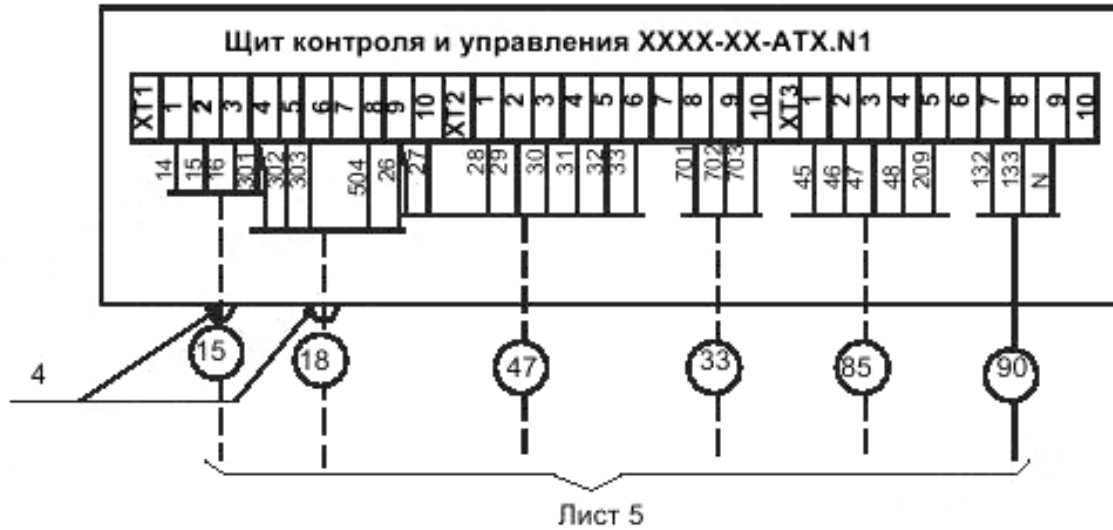 Щит контроля и управления XXXX-XX-ATX.N1
XT1 1 2 3 4 5 6 7 8 9 10 XT2 1 2 3 4 5 6 7 8 9 10 XT3 1 2 3 4 5 6 7 8 9 10
14 15 16 301 302 303 504 26 27 28 29 30 31 32 33 701 702 703 45 46 47 48 209 132 133 N
15 18 47 33 85 90
4
Лист 5